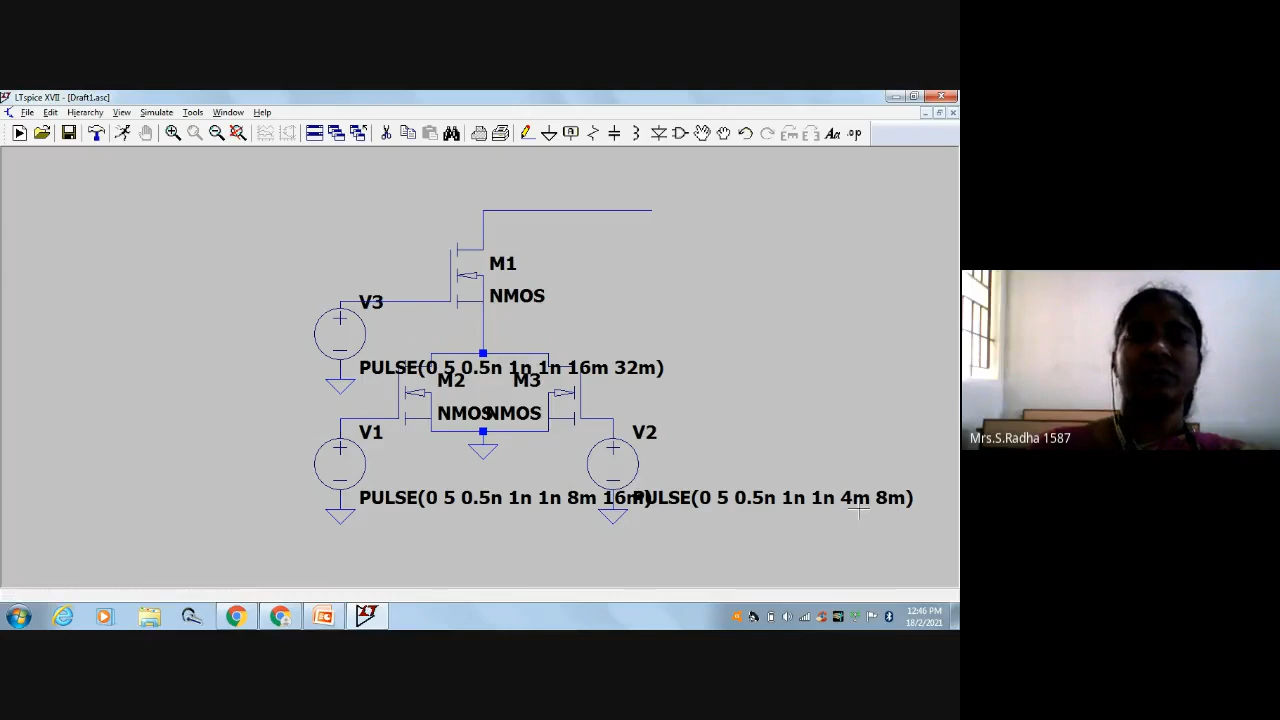 LTspice XVII - [Draft1.asc]
File Edit Hierarchy View Simulate Tools Window Help
M1
NMOS
V3
PULSE(0 5 0.5n 1n 1n 16m 32m)
M2 M3
NMOS NMOS
V1 V2
PULSE(0 5 0.5n 1n 1n 8m 16m) PULSE(0 5 0.5n 1n 1n 4m 8m)
Mrs.S.Radha 1587
12:46 PM
18/2/2021